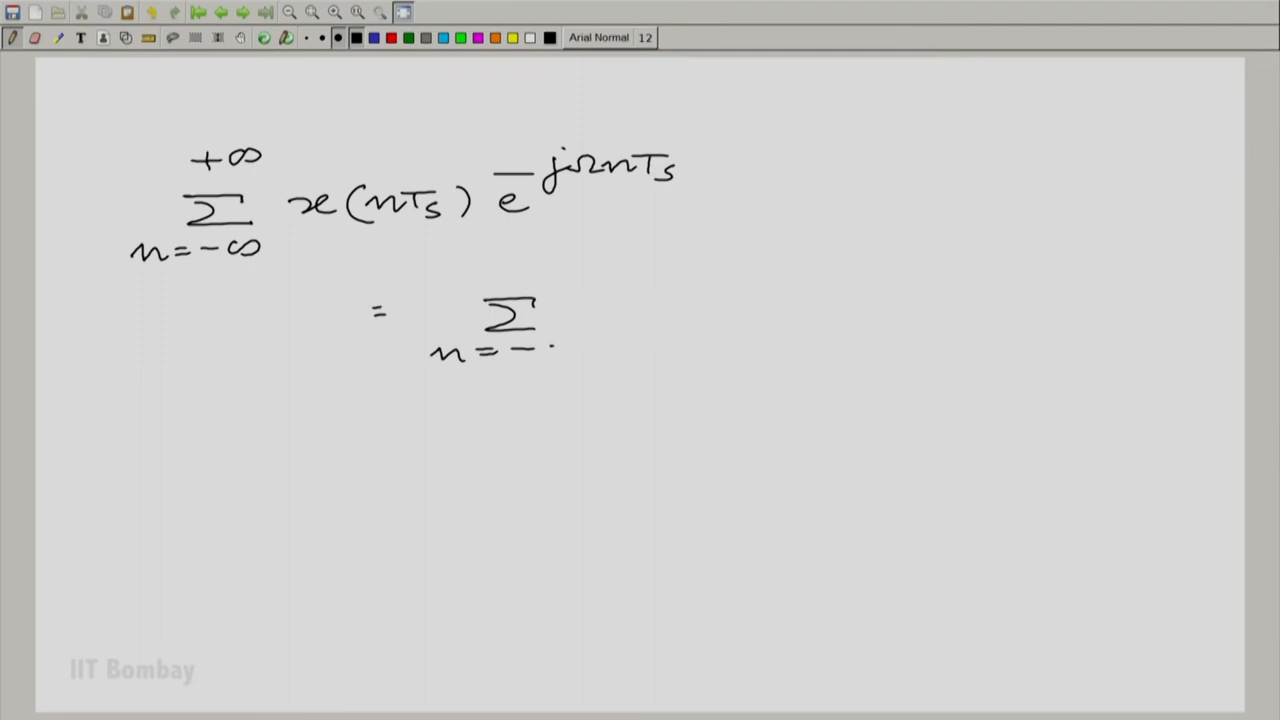 T Arial Normal 12
+∞
∑ x(nTs) e^-jΩnTs
n=-∞
= ∑
n=-
IIT Bombay